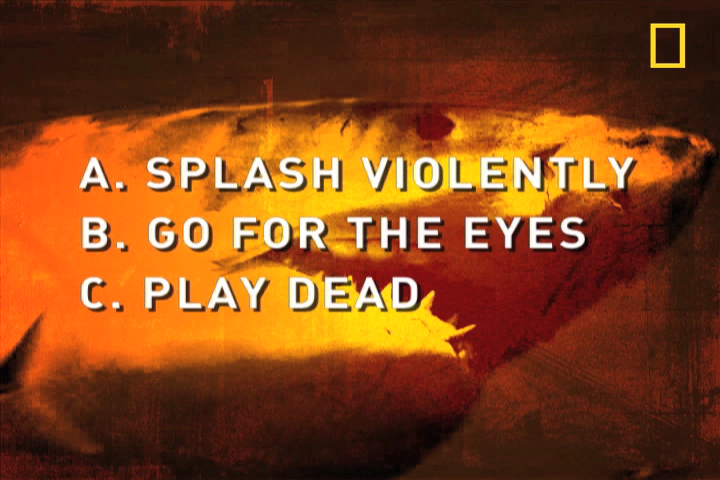 A. SPLASH VIOLENTLY
B. GO FOR THE EYES
C. PLAY DEAD